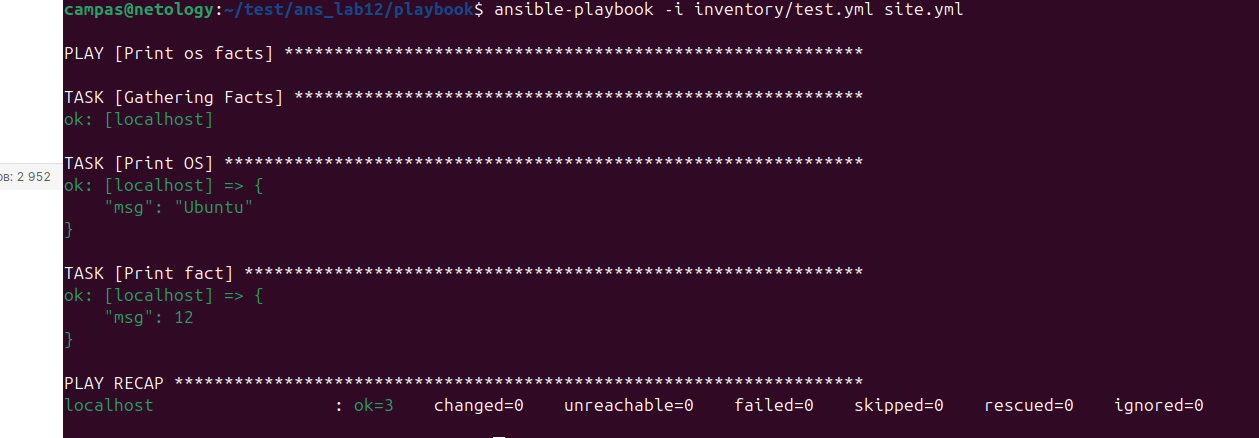 campas@netology:~/test/ans_lab12/playbook$ ansible-playbook -i inventory/test.yml site.yml
PLAY [Print os facts] **********************************************************
TASK [Gathering Facts] *********************************************************
ok: [localhost]
TASK [Print OS] ****************************************************************
ов: 2 952
ok: [localhost] => {
    "msg": "Ubuntu"
}
TASK [Print fact] **************************************************************
ok: [localhost] => {
    "msg": 12
}
PLAY RECAP *********************************************************************
localhost                  : ok=3    changed=0    unreachable=0    failed=0    skipped=0    rescued=0    ignored=0